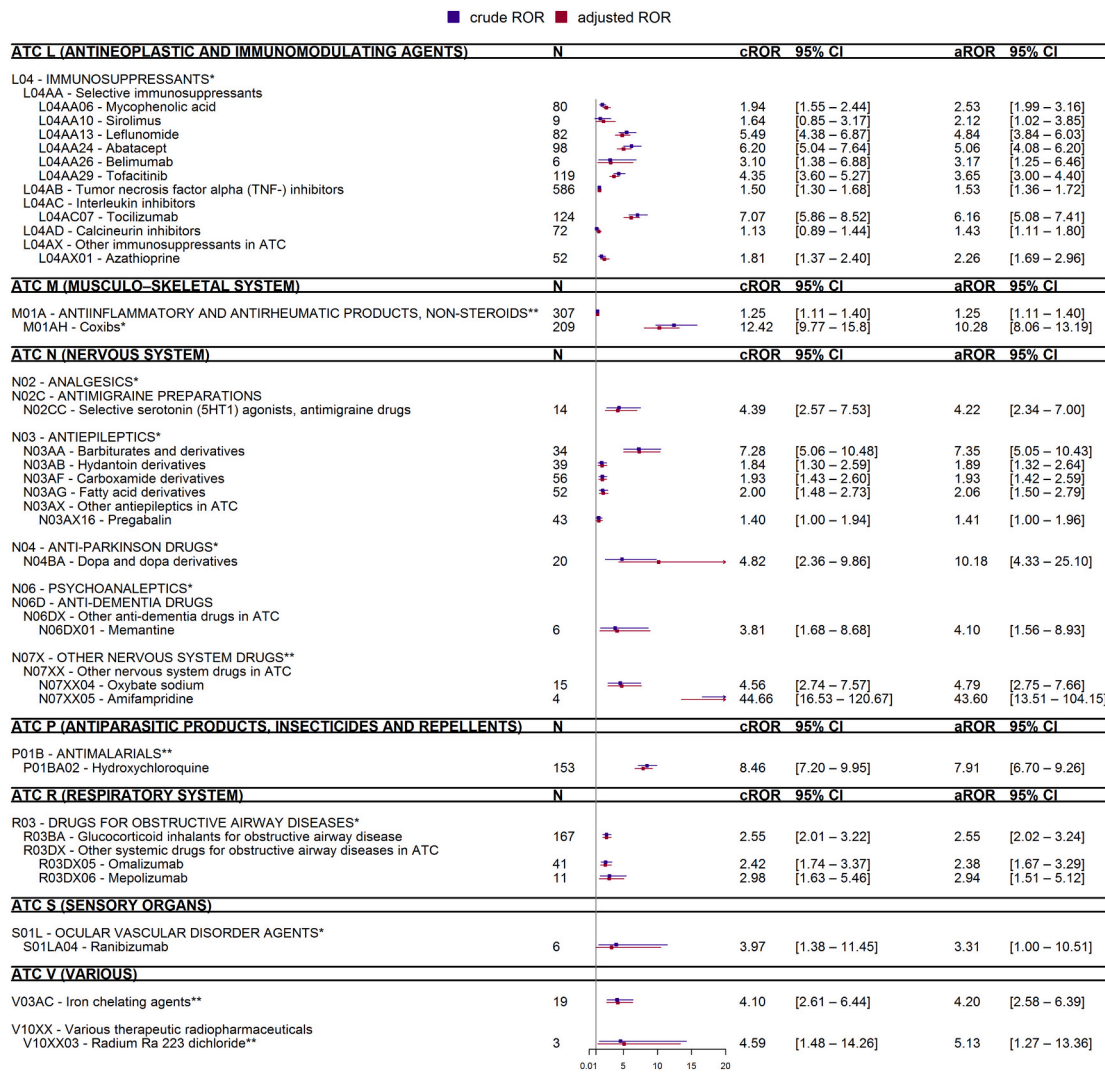 crude ROR adjusted ROR
ATC L (ANTINEOPLASTIC AND IMMUNOMODULATING AGENTS) N cROR 95% CI aROR 95% CI
L04 - IMMUNOSUPPRESSANTS*
L04AA - Selective immunosuppressants
L04AA06 - Mycophenolic acid 80 1.94 [1.55 – 2.44] 2.53 [1.99 – 3.16]
L04AA10 - Sirolimus 9 1.64 [0.85 – 3.17] 2.12 [1.02 – 3.85]
L04AA13 - Leflunomide 82 5.49 [4.38 – 6.87] 4.84 [3.84 – 6.03]
L04AA24 - Abatacept 98 6.20 [5.04 – 7.64] 5.06 [4.08 – 6.20]
L04AA26 - Belimumab 6 3.10 [1.38 – 6.88] 3.17 [1.25 – 6.46]
L04AA29 - Tofacitinib 119 4.35 [3.60 – 5.27] 3.65 [3.00 – 4.40]
L04AB - Tumor necrosis factor alpha (TNF-) inhibitors 586 1.50 [1.30 – 1.68] 1.53 [1.36 – 1.72]
L04AC - Interleukin inhibitors
L04AC07 - Tocilizumab 124 7.07 [5.86 – 8.52] 6.16 [5.08 – 7.41]
L04AD - Calcineurin inhibitors 72 1.13 [0.89 – 1.44] 1.43 [1.11 – 1.80]
L04AX - Other immunosuppressants in ATC
L04AX01 - Azathioprine 52 1.81 [1.37 – 2.40] 2.26 [1.69 – 2.96]
ATC M (MUSCULO–SKELETAL SYSTEM) N cROR 95% CI aROR 95% CI
M01A - ANTIINFLAMMATORY AND ANTIRHEUMATIC PRODUCTS, NON-STEROIDS** 307 1.25 [1.11 – 1.40] 1.25 [1.11 – 1.40]
M01AH - Coxibs* 209 12.42 [9.77 – 15.8] 10.28 [8.06 – 13.19]
ATC N (NERVOUS SYSTEM) N cROR 95% CI aROR 95% CI
N02 - ANALGESICS*
N02C - ANTIMIGRAINE PREPARATIONS
N02CC - Selective serotonin (5HT1) agonists, antimigraine drugs 14 4.39 [2.57 – 7.53] 4.22 [2.34 – 7.00]
N03 - ANTIEPILEPTICS*
N03AA - Barbiturates and derivatives 34 7.28 [5.06 – 10.48] 7.35 [5.05 – 10.43]
N03AB - Hydantoin derivatives 39 1.84 [1.30 – 2.59] 1.89 [1.32 – 2.64]
N03AF - Carboxamide derivatives 56 1.93 [1.43 – 2.60] 1.93 [1.42 – 2.59]
N03AG - Fatty acid derivatives 52 2.00 [1.48 – 2.73] 2.06 [1.50 – 2.79]
N03AX - Other antiepileptics in ATC
N03AX16 - Pregabalin 43 1.40 [1.00 – 1.94] 1.41 [1.00 – 1.96]
N04 - ANTI-PARKINSON DRUGS*
N04BA - Dopa and dopa derivatives 20 4.82 [2.36 – 9.86] 10.18 [4.33 – 25.10]
N06 - PSYCHOANALEPTICS*
N06D - ANTI-DEMENTIA DRUGS
N06DX - Other anti-dementia drugs in ATC
N06DX01 - Memantine 6 3.81 [1.68 – 8.68] 4.10 [1.56 – 8.93]
N07X - OTHER NERVOUS SYSTEM DRUGS**
N07XX - Other nervous system drugs in ATC
N07XX04 - Oxybate sodium 15 4.56 [2.74 – 7.57] 4.79 [2.75 – 7.66]
N07XX05 - Amifampridine 4 44.66 [16.53 – 120.67] 43.60 [13.51 – 104.15]
ATC P (ANTIPARASITIC PRODUCTS, INSECTICIDES AND REPELLENTS) N cROR 95% CI aROR 95% CI
P01B - ANTIMALARIALS**
P01BA02 - Hydroxychloroquine 153 8.46 [7.20 – 9.95] 7.91 [6.70 – 9.26]
ATC R (RESPIRATORY SYSTEM) N cROR 95% CI aROR 95% CI
R03 - DRUGS FOR OBSTRUCTIVE AIRWAY DISEASES*
R03BA - Glucocorticoid inhalants for obstructive airway disease 167 2.55 [2.01 – 3.22] 2.55 [2.02 – 3.24]
R03DX - Other systemic drugs for obstructive airway diseases in ATC
R03DX05 - Omalizumab 41 2.42 [1.74 – 3.37] 2.38 [1.67 – 3.29]
R03DX06 - Mepolizumab 11 2.98 [1.63 – 5.46] 2.94 [1.51 – 5.12]
ATC S (SENSORY ORGANS)
S01L - OCULAR VASCULAR DISORDER AGENTS*
S01LA04 - Ranibizumab 6 3.97 [1.38 – 11.45] 3.31 [1.00 – 10.51]
ATC V (VARIOUS)
V03AC - Iron chelating agents** 19 4.10 [2.61 – 6.44] 4.20 [2.58 – 6.39]
V10XX - Various therapeutic radiopharmaceuticals
V10XX03 - Radium Ra 223 dichloride** 3 4.59 [1.48 – 14.26] 5.13 [1.27 – 13.36]
0.01 5 10 15 20